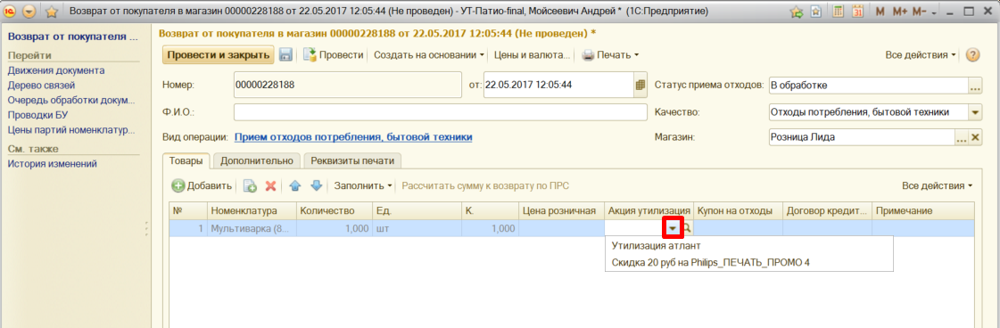 Возврат от покупателя в магазин 00000228188 от 22.05.2017 12:05:44 (Не проведен) - УТ-Патио-final, Мойсеевич Андрей * (1С:Предприятие)
M M+ M-
Возврат от покупателя ...
Перейти
Движения документа
Дерево связей
Очередь обработки докум...
Проводки БУ
Цены партий номенклатур...
См. также
История изменений
Возврат от покупателя в магазин 00000228188 от 22.05.2017 12:05:44 (Не проведен) *
Провести и закрыть Провести Создать на основании Цены и валюта... Печать Все действия
Номер: 00000228188 от: 22.05.2017 12:05:44 Статус приема отходов: В обработке ...
Ф.И.О.: Качество: Отходы потребления, бытовой техники
Вид операции: Прием отходов потребления, бытовой техники Магазин: Розница Лида ...
Товары Дополнительно Реквизиты печати
Добавить Заполнить Рассчитать сумму к возврату по ПРС Все действия
№ Номенклатура Количество Ед. К. Цена розничная Акция утилизация Купон на отходы Договор кредит... Примечание
1 Мультиварка (8... 1,000 шт 1,000
Утилизация атлант
Скидка 20 руб на Philips_ПЕЧАТЬ_ПРОМО 4